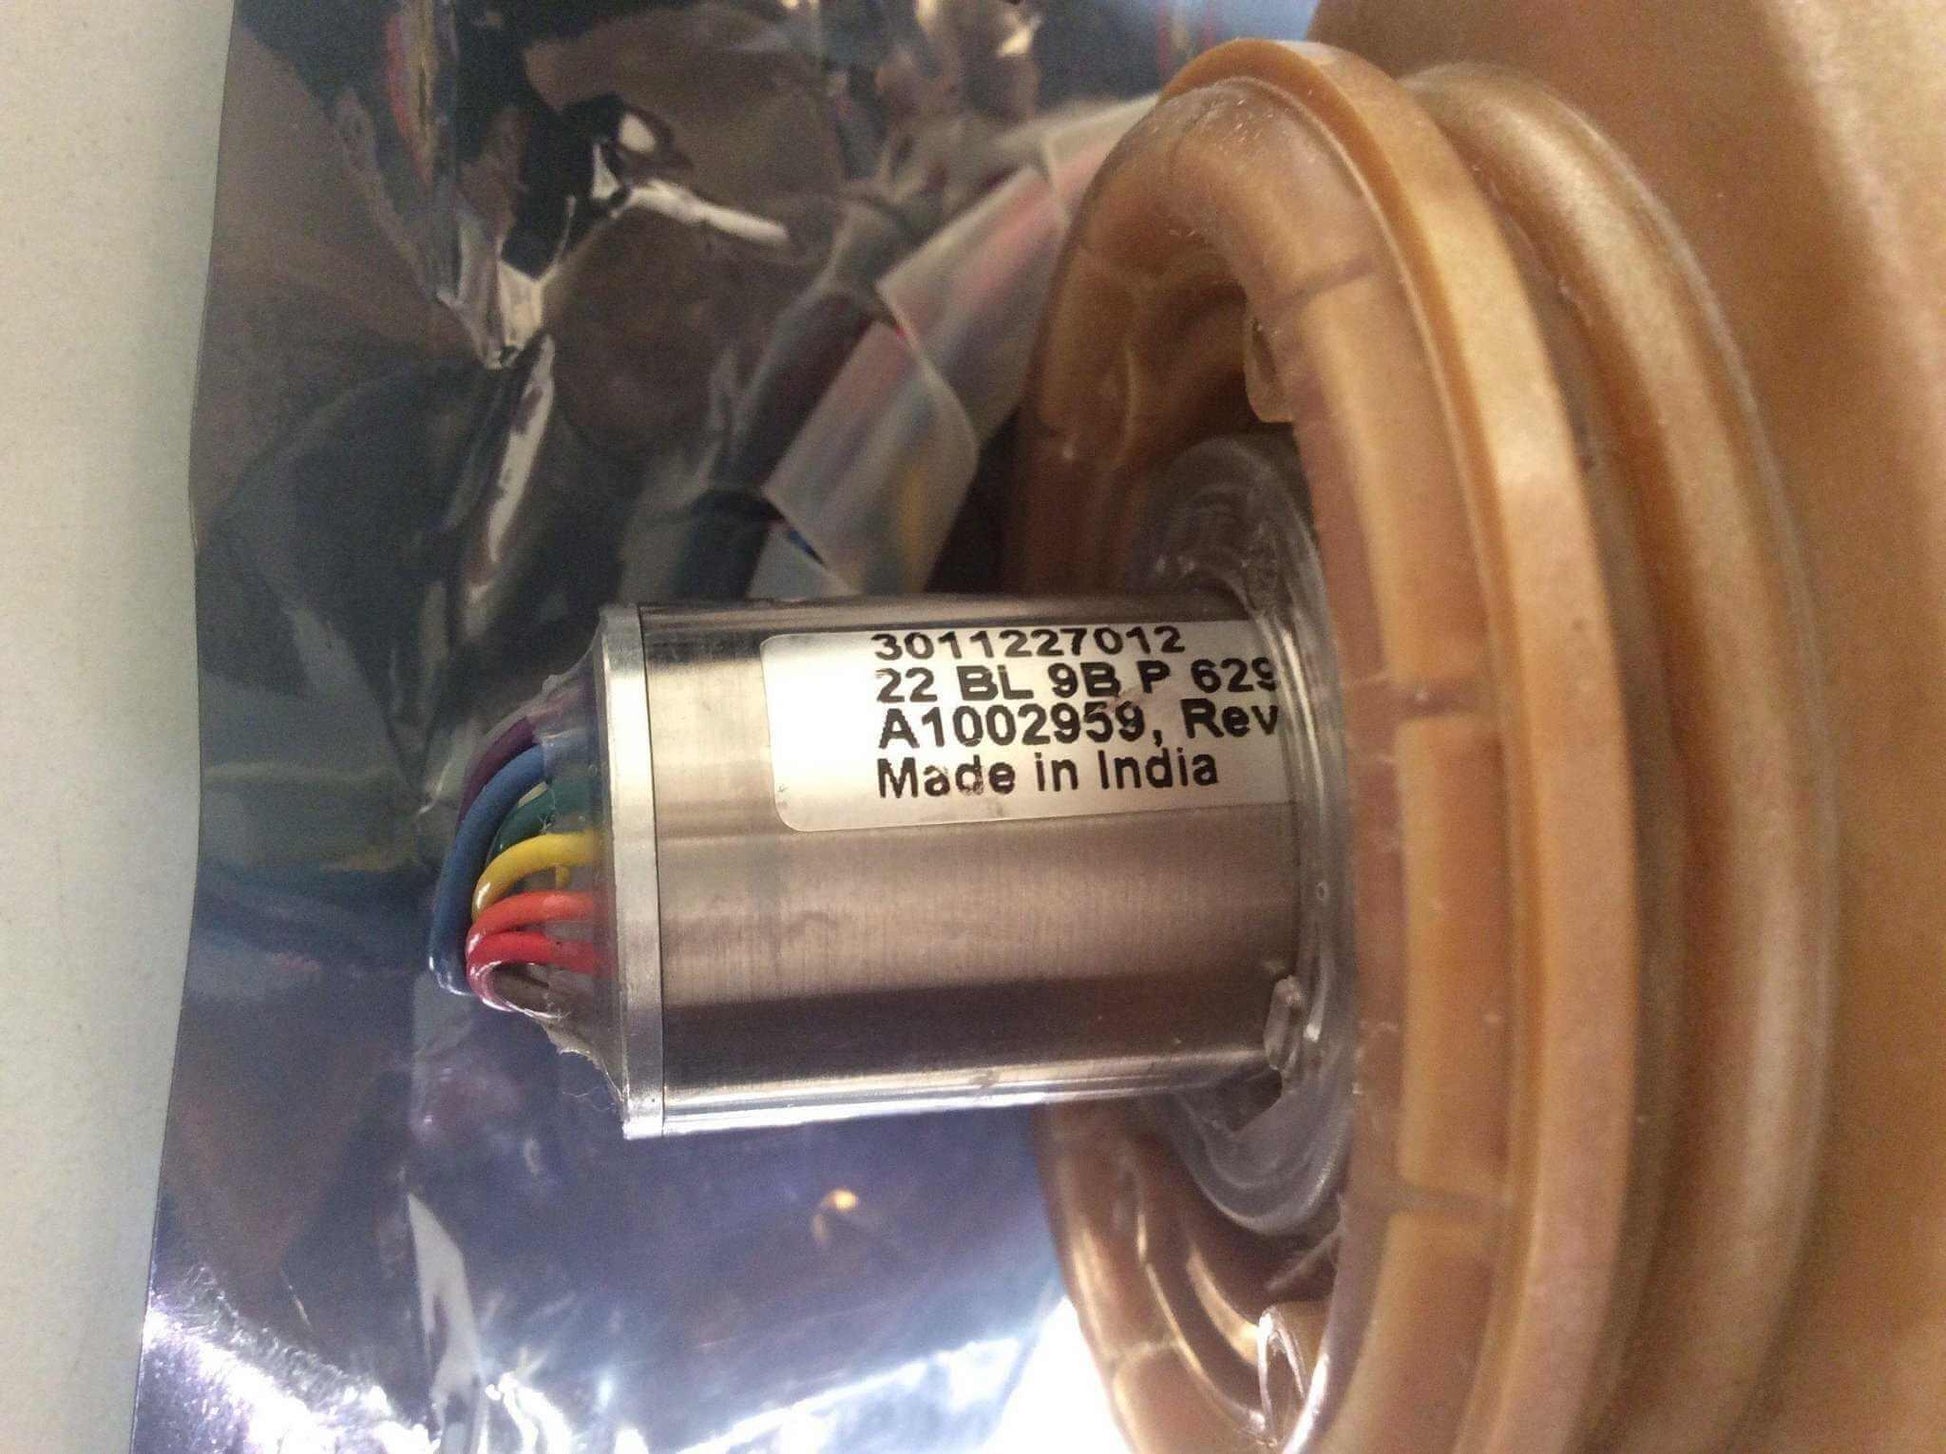 3011227012
22 BL 9B P 629
A1002959, Rev
Made in India